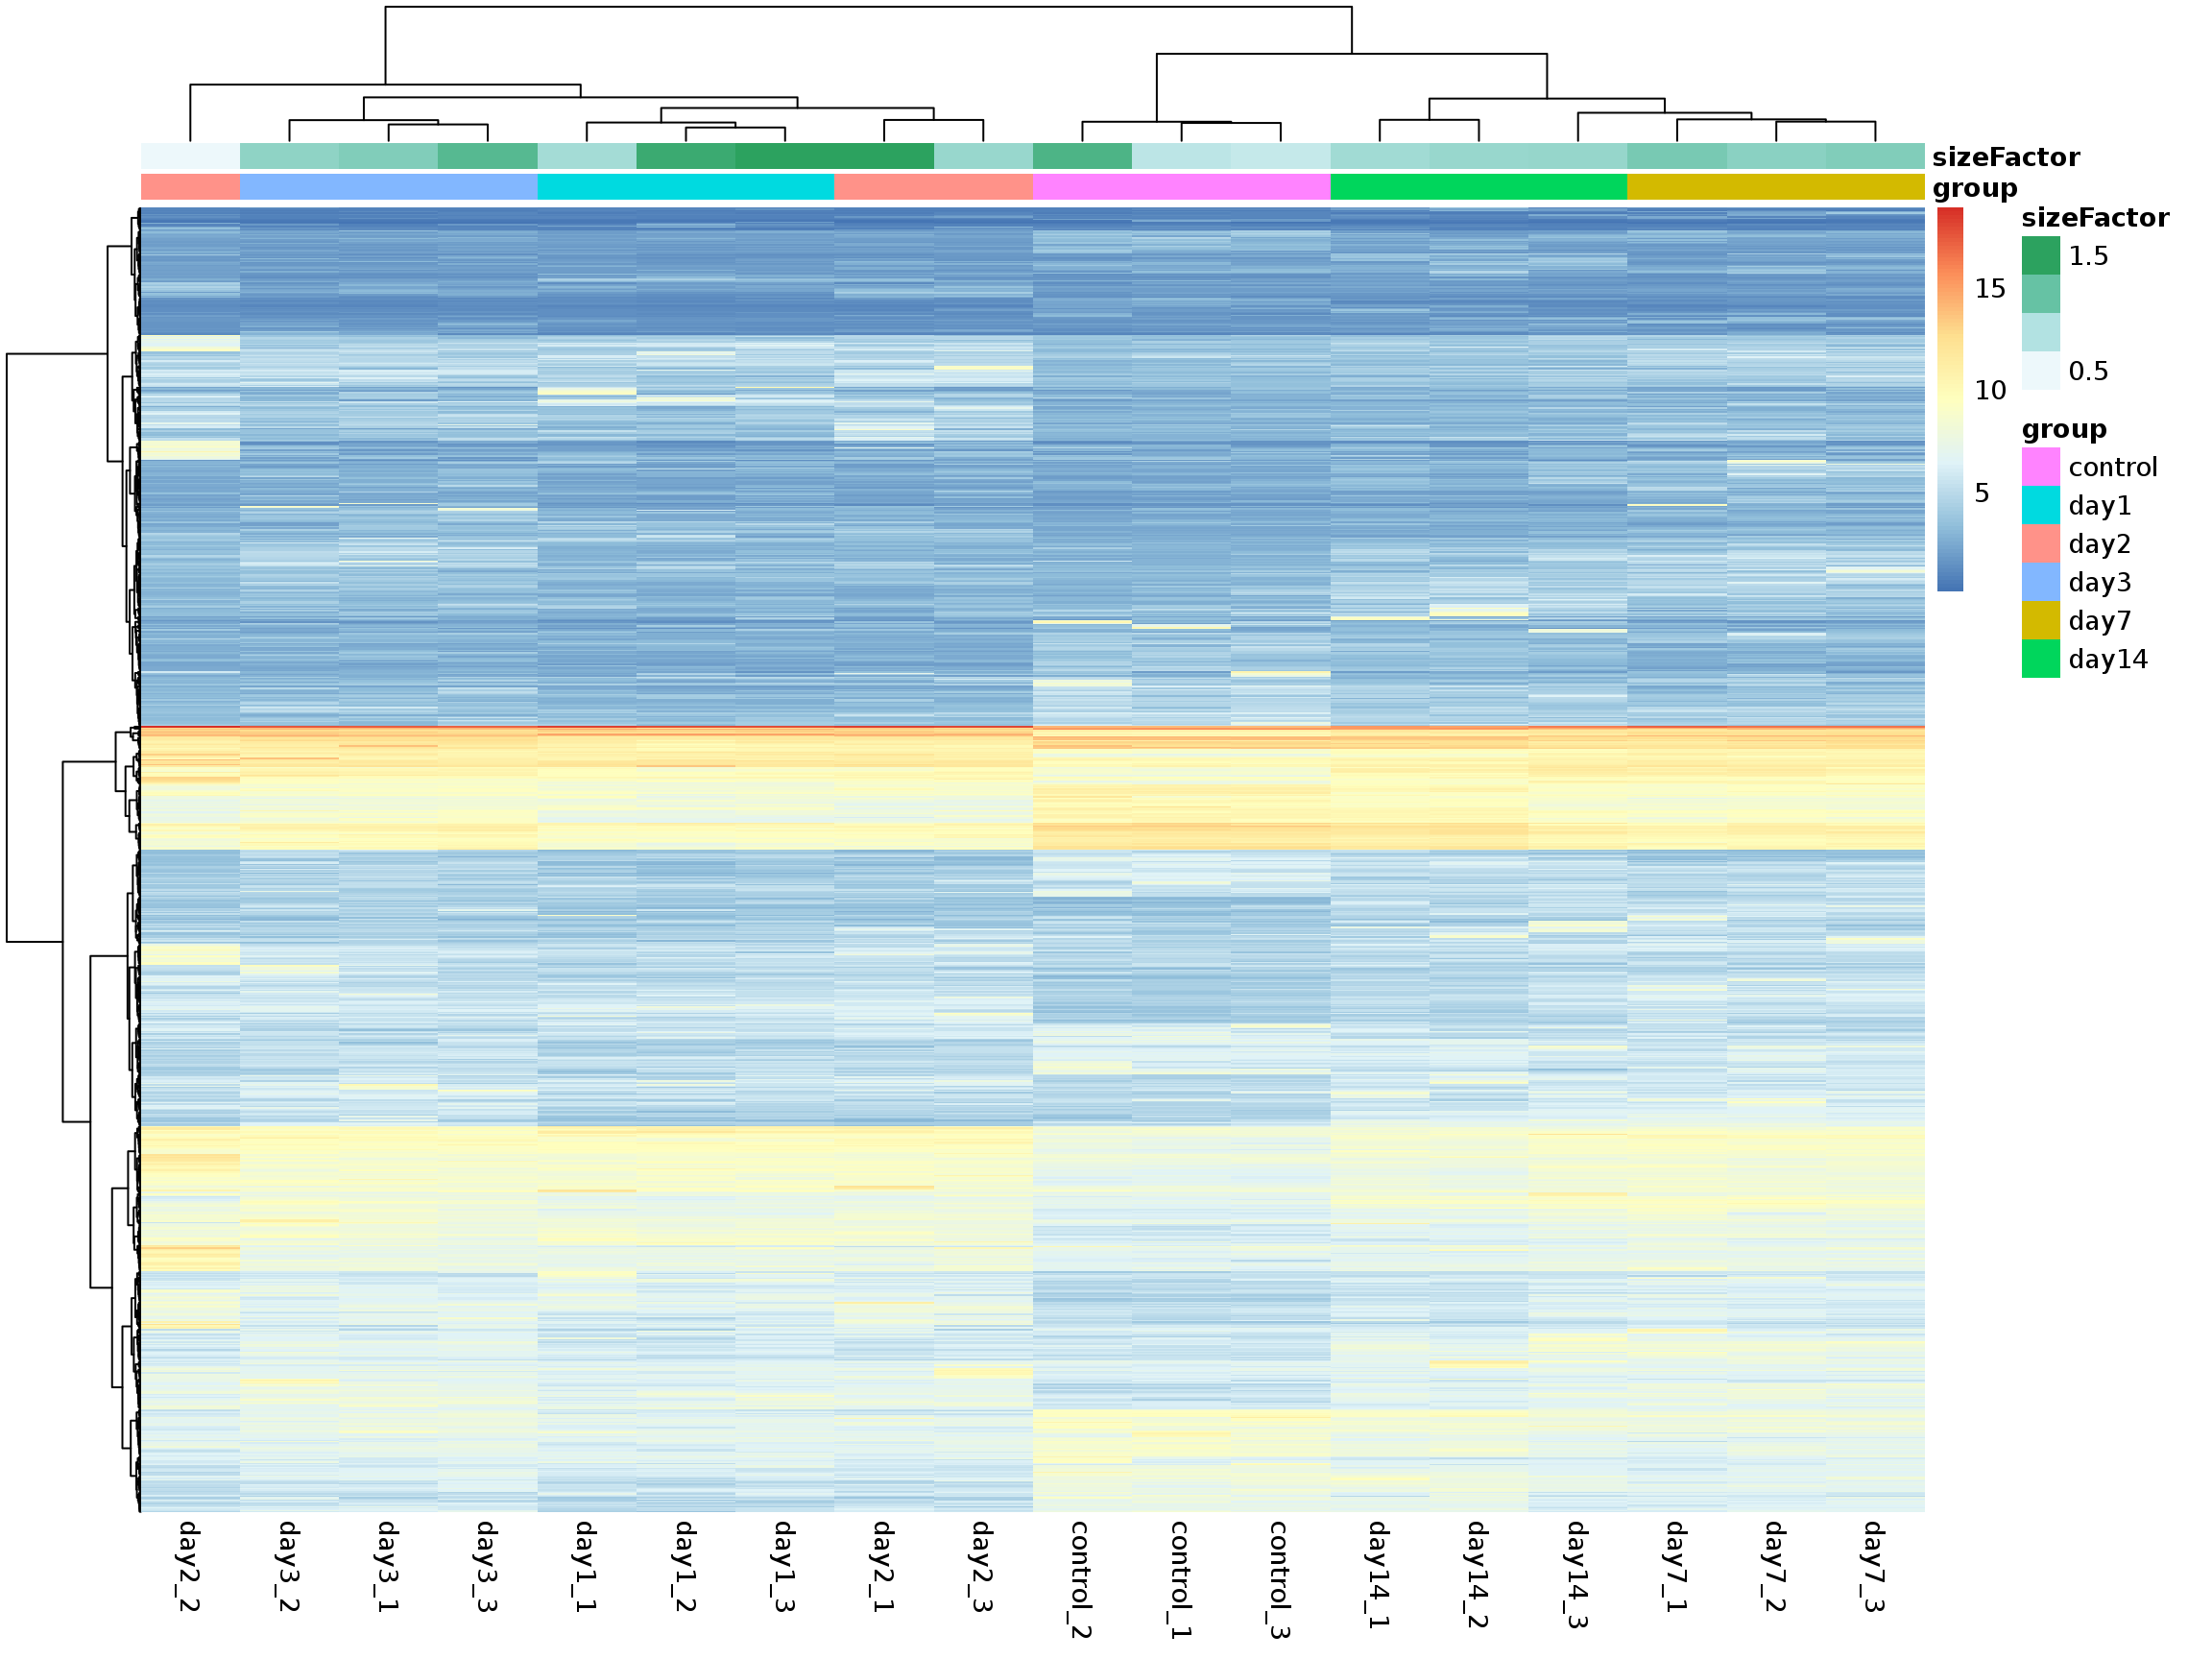 sizeFactor
group
15
10
5
sizeFactor
1.5
0.5
group
control
day1
day2
day3
day7
day14
day2_2
day3_2
day3_1
day3_3
day1_1
day1_2
day1_3
day2_1
day2_3
control_2
control_1
control_3
day14_1
day14_2
day14_3
day7_1
day7_2
day7_3